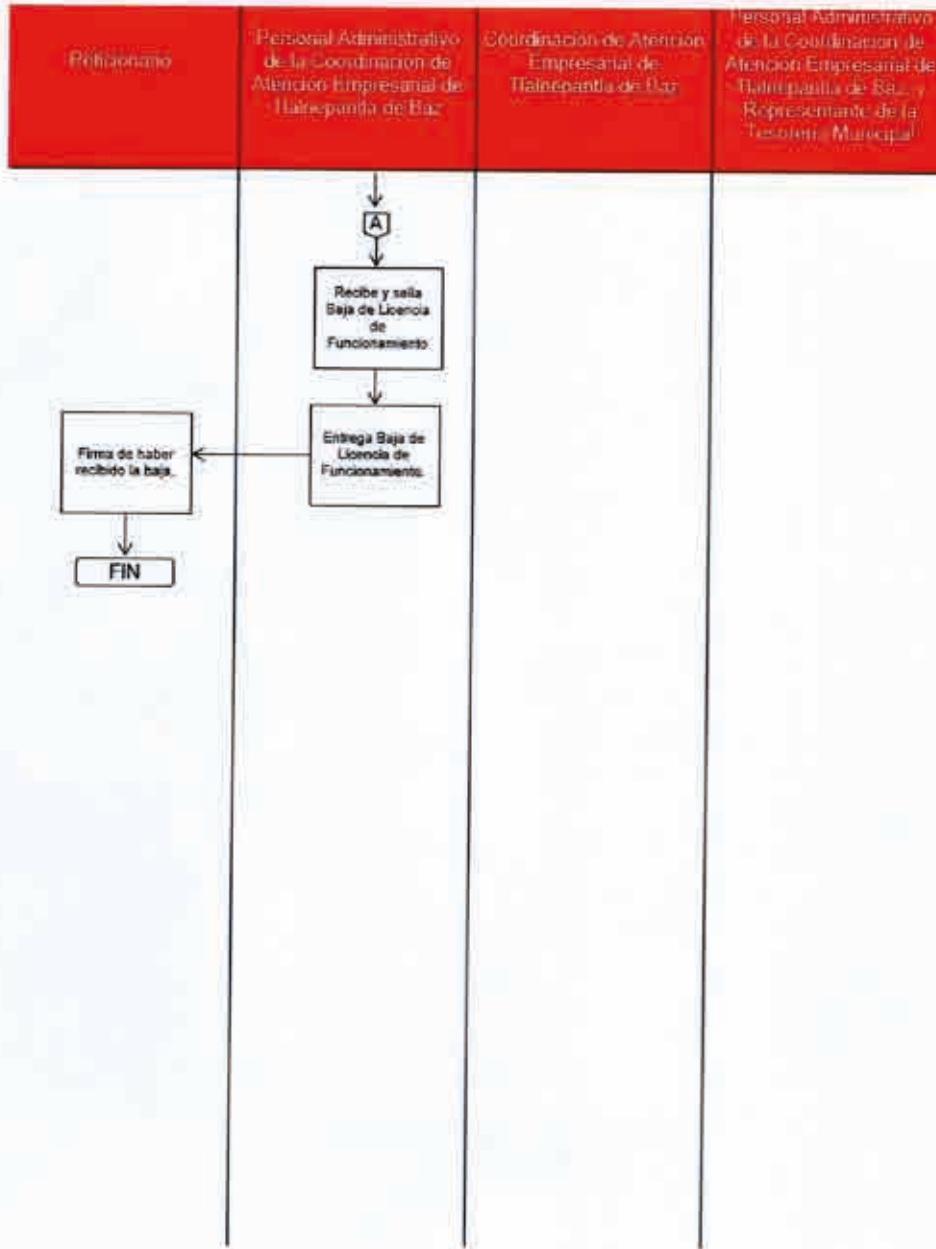 Peticionario
Personal Administrativo
de la Coordinación de
Atención Empresarial de
Tlalnepantla de Baz
Coordinación de Atención
Empresarial de
Tlalnepantla de Baz
Personal Administrativo
de la Coordinación de
Atención Empresarial de
Tlalnepantla de Baz y
Representante de la
Tesorería Municipal
A
Recibe y sella
Baja de Licencia
de
Funcionamiento
Entrega Baja de
Licencia de
Funcionamiento.
Firma de haber
recibido la baja.
FIN